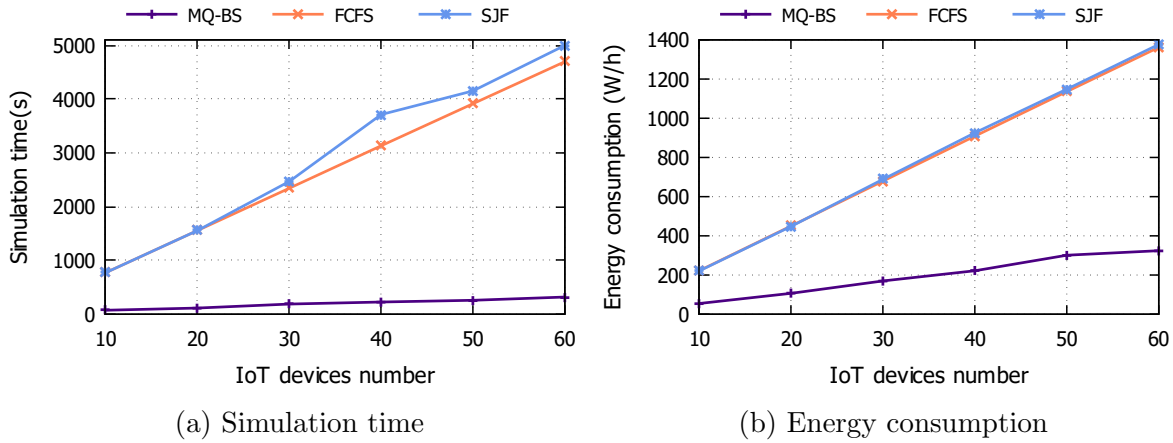 MQ-BS FCFS SJF
Simulation time(s)
5000
4000
3000
2000
1000
0
10 20 30 40 50 60
IoT devices number
(a) Simulation time
MQ-BS FCFS SJF
Energy consumption (W/h)
1400
1200
1000
800
600
400
200
0
10 20 30 40 50 60
IoT devices number
(b) Energy consumption